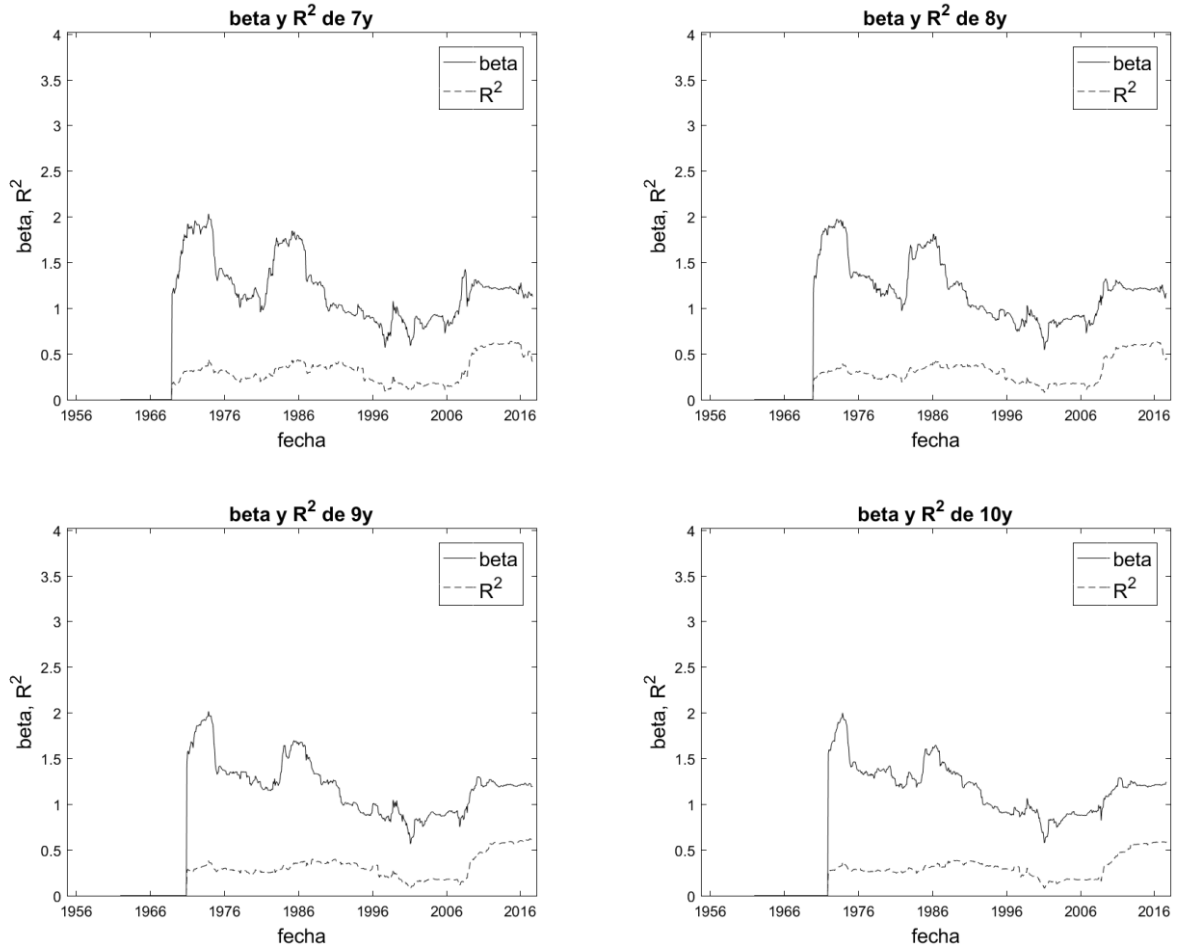 beta y R² de 7y
4
3.5
3
2.5
2
1.5
1
0.5
0
beta, R²
beta
R²
1956 1966 1976 1986 1996 2006 2016
fecha
beta y R² de 8y
4
3.5
3
2.5
2
1.5
1
0.5
0
beta, R²
beta
R²
1956 1966 1976 1986 1996 2006 2016
fecha
beta y R² de 9y
4
3.5
3
2.5
2
1.5
1
0.5
0
beta, R²
beta
R²
1956 1966 1976 1986 1996 2006 2016
fecha
beta y R² de 10y
4
3.5
3
2.5
2
1.5
1
0.5
0
beta, R²
beta
R²
1956 1966 1976 1986 1996 2006 2016
fecha